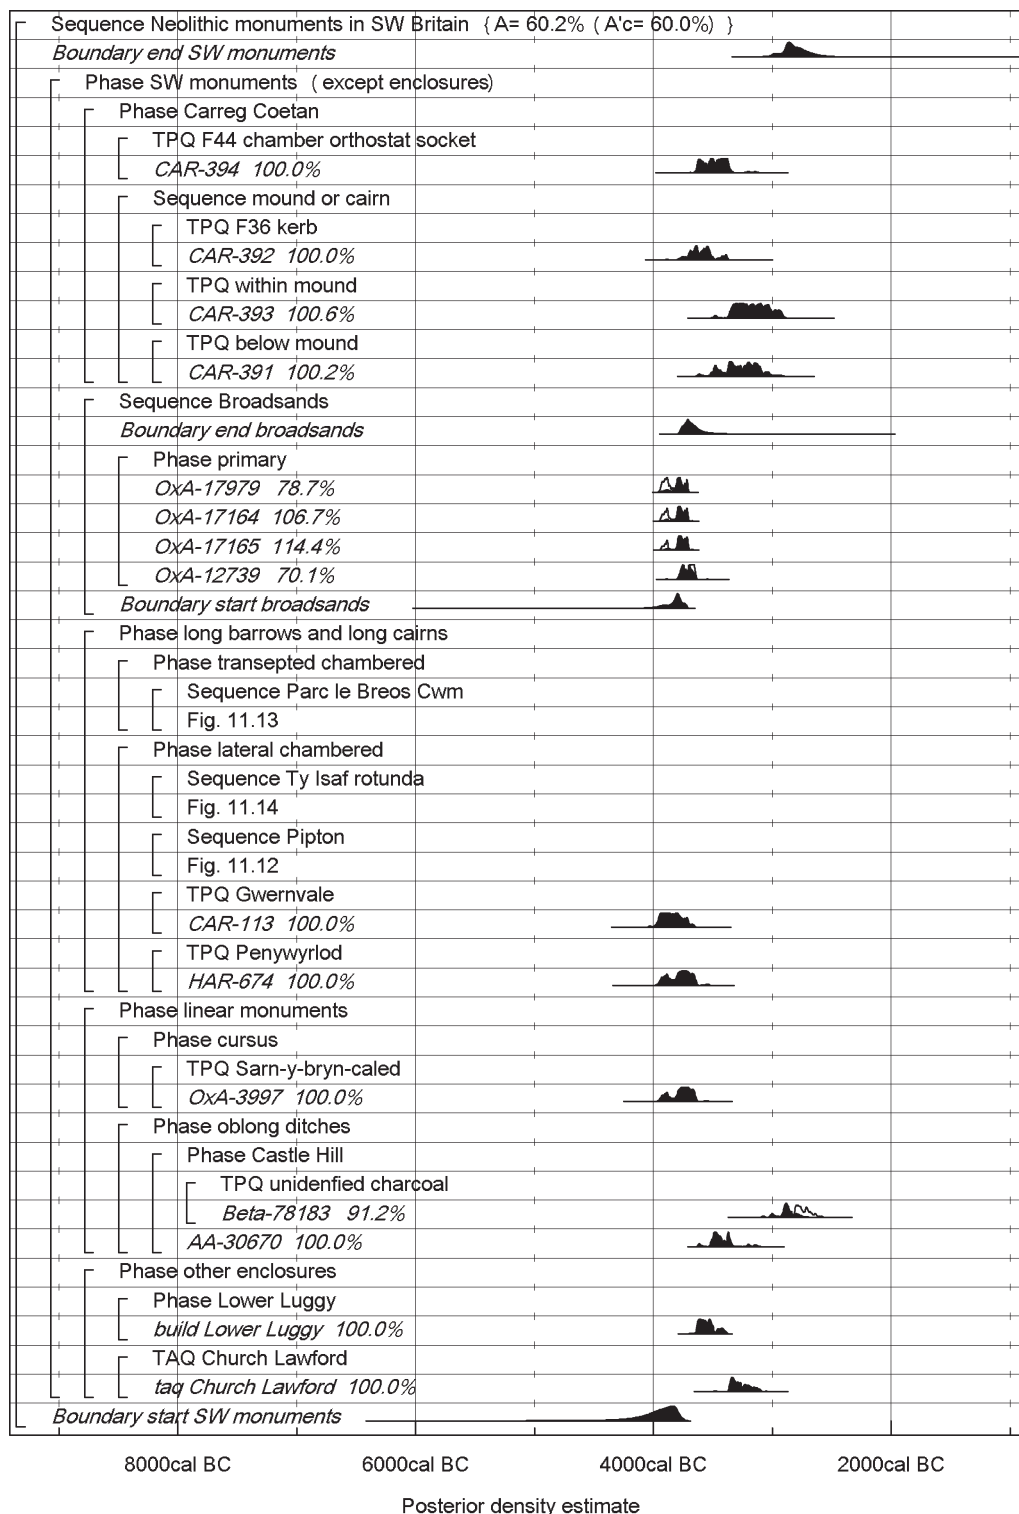 Sequence Neolithic monuments in SW Britain { A= 60.2% ( A'c= 60.0%) }
Boundary end SW monuments
Phase SW monuments ( except enclosures)
Phase Carreg Coetan
TPQ F44 chamber orthostat socket
CAR-394 100.0%
Sequence mound or cairn
TPQ F36 kerb
CAR-392 100.0%
TPQ within mound
CAR-393 100.6%
TPQ below mound
CAR-391 100.2%
Sequence Broadsands
Boundary end broadsands
Phase primary
OxA-17979 78.7%
OxA-17164 106.7%
OxA-17165 114.4%
OxA-12739 70.1%
Boundary start broadsands
Phase long barrows and long cairns
Phase transepted chambered
Sequence Parc le Breos Cwm
Fig. 11.13
Phase lateral chambered
Sequence Ty Isaf rotunda
Fig. 11.14
Sequence Pipton
Fig. 11.12
TPQ Gwernvale
CAR-113 100.0%
TPQ Penywyrlod
HAR-674 100.0%
Phase linear monuments
Phase cursus
TPQ Sarn-y-bryn-caled
OxA-3997 100.0%
Phase oblong ditches
Phase Castle Hill
TPQ unidenfied charcoal
Beta-78183 91.2%
AA-30670 100.0%
Phase other enclosures
Phase Lower Luggy
build Lower Luggy 100.0%
TAQ Church Lawford
taq Church Lawford 100.0%
Boundary start SW monuments
8000cal BC 6000cal BC 4000cal BC 2000cal BC
Posterior density estimate